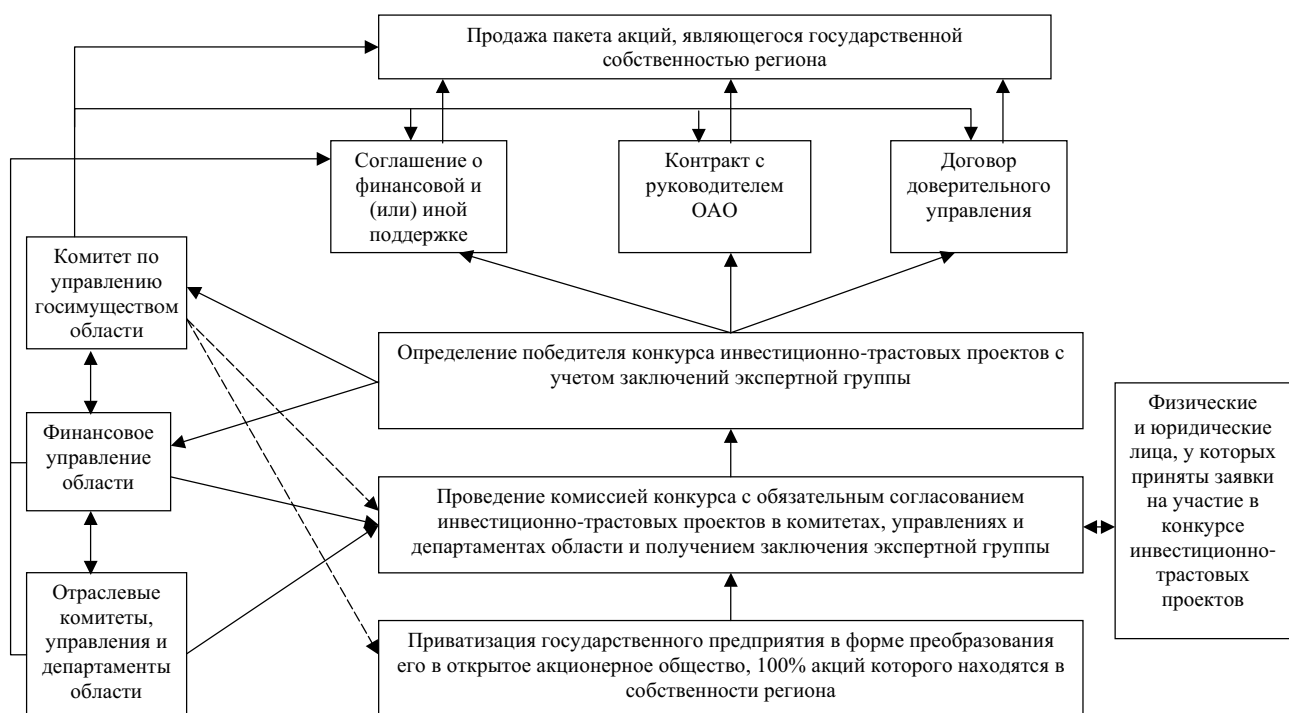 Продажа пакета акций, являющегося государственной
собственностью региона
Соглашение о
финансовой и
(или) иной
поддержке
Контракт с
руководителем
ОАО
Договор
доверительного
управления
Комитет по
управлению
госимуществом
области
Определение победителя конкурса инвестиционно-трастовых проектов с
учетом заключений экспертной группы
Финансовое
управление
области
Физические
и юридические
лица, у которых
приняты заявки
на участие в
конкурсе
инвестиционно-
трастовых
проектов
Проведение комиссией конкурса с обязательным согласованием
инвестиционно-трастовых проектов в комитетах, управлениях и
департаментах области и получением заключения экспертной группы
Отраслевые
комитеты,
управления и
департаменты
области
Приватизация государственного предприятия в форме преобразования
его в открытое акционерное общество, 100% акций которого находятся в
собственности региона